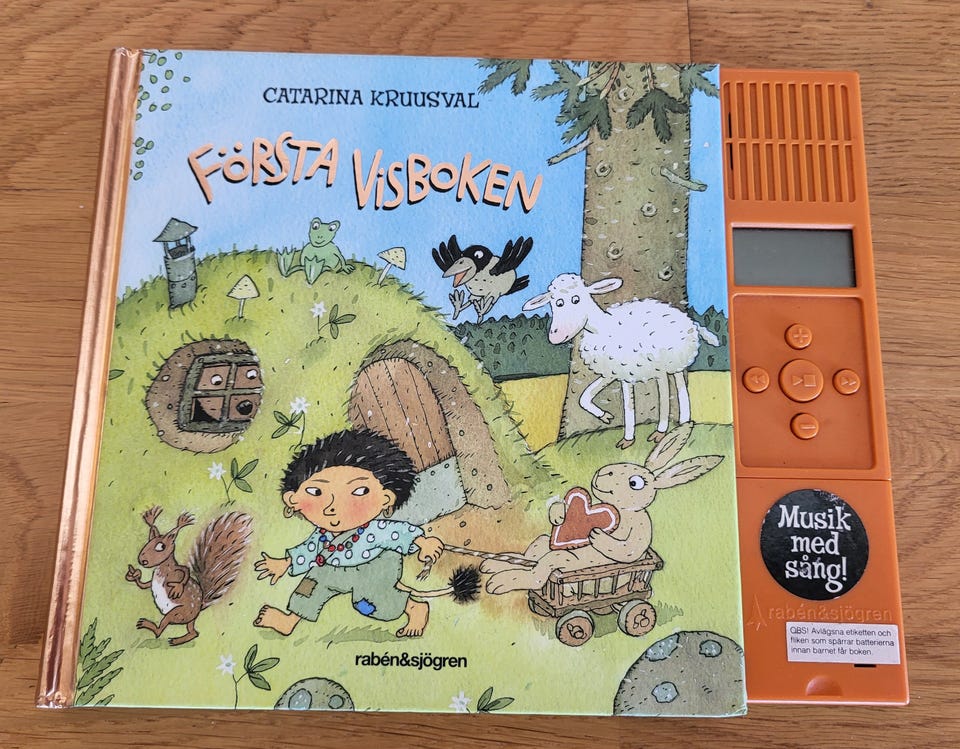 CATARINA KRUUSVAL
FÖRSTA VISBOKEN
rabén&sjögren
Musik
med
sång!
rabén&sjögren
OBS! Avlägsna etiketten och
fliken som spärrar batterierna
innan barnet får boken.